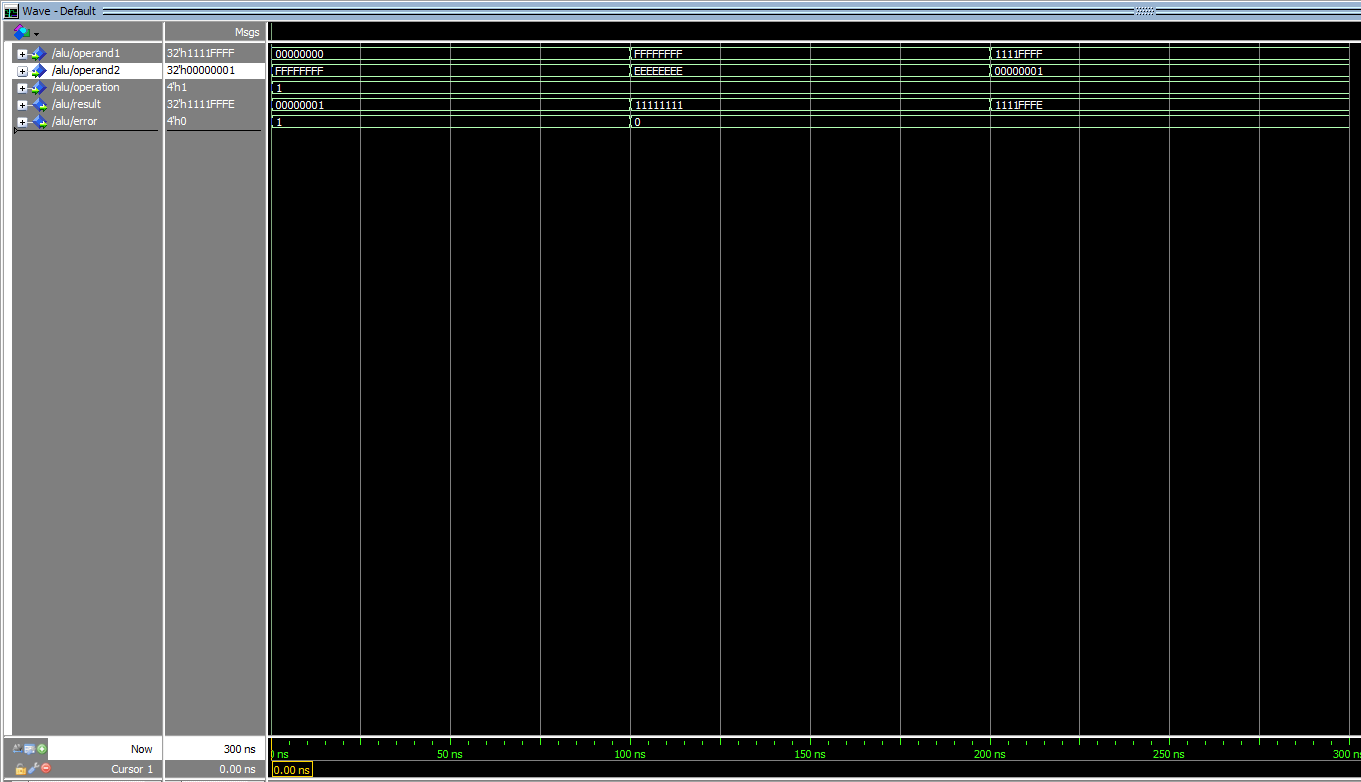 Wave - Default
Msgs
/alu/operand1 32'h1111FFFF 00000000 FFFFFFFF 1111FFFF
/alu/operand2 32'h00000001 FFFFFFFF EEEEEEEE 00000001
/alu/operation 4'h1 1
/alu/result 32'h1111FFFE 00000001 11111111 1111FFFE
/alu/error 4'h0 1 0
Now 300 ns ns 50 ns 100 ns 150 ns 200 ns 250 ns 300 ns
Cursor 1 0.00 ns 0.00 ns